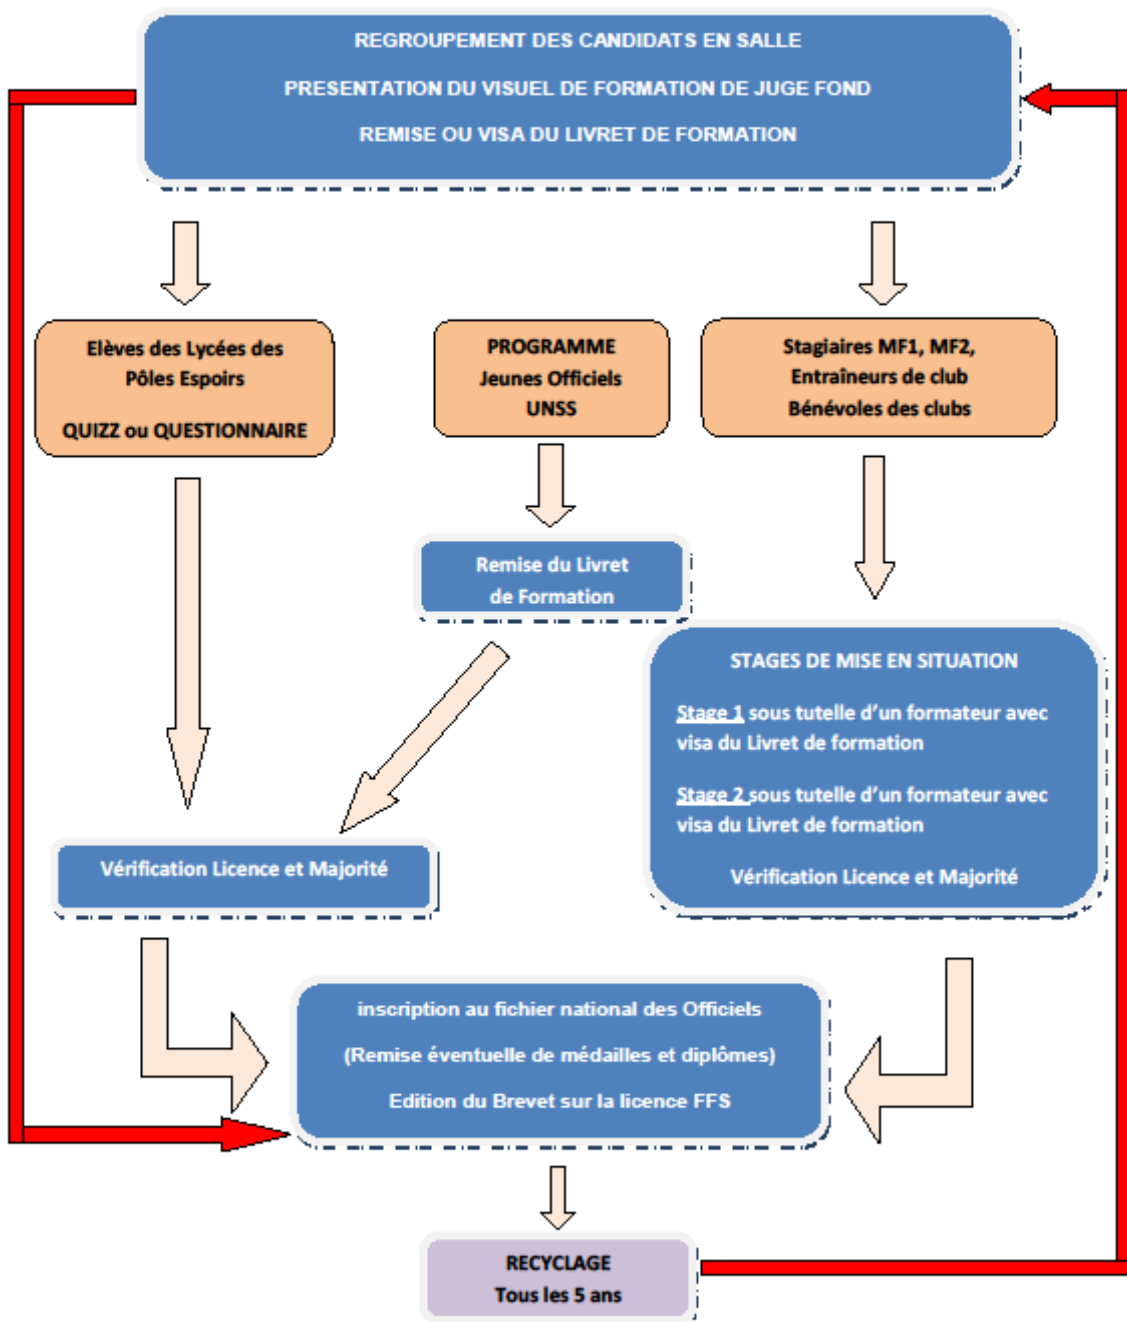 REGROUPEMENT DES CANDIDATS EN SALLE
PRESENTATION DU VISUEL DE FORMATION DE JUGE FOND
REMISE OU VISA DU LIVRET DE FORMATION
Elèves des Lycées des
Pôles Espoirs
QUIZZ ou QUESTIONNAIRE
PROGRAMME
Jeunes Officiels
UNSS
Stagiaires MF1, MF2,
Entraîneurs de club
Bénévoles des clubs
Remise du Livret
de Formation
STAGES DE MISE EN SITUATION
Stage 1 sous tutelle d'un formateur avec
visa du Livret de formation
Stage 2 sous tutelle d'un formateur avec
visa du Livret de formation
Vérification Licence et Majorité
Vérification Licence et Majorité
inscription au fichier national des Officiels
(Remise éventuelle de médailles et diplômes)
Edition du Brevet sur la licence FFS
RECYCLAGE
Tous les 5 ans